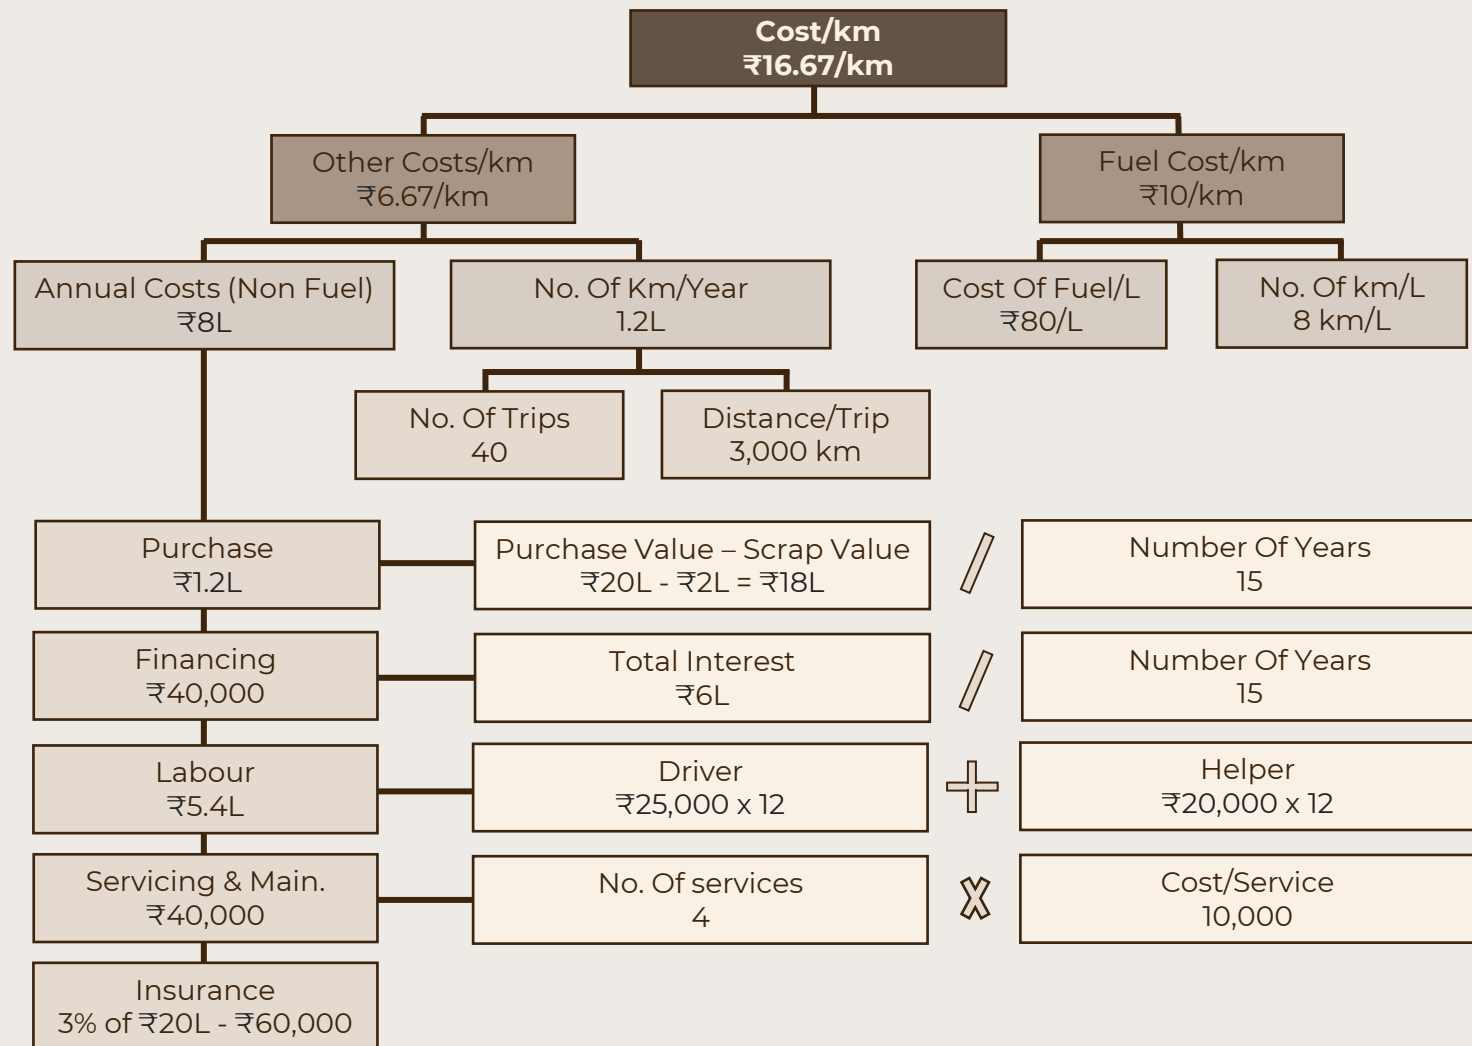 Cost/km
₹16.67/km
Other Costs/km
₹6.67/km
Fuel Cost/km
₹10/km
Annual Costs (Non Fuel)
₹8L
No. Of Km/Year
1.2L
Cost Of Fuel/L
₹80/L
No. Of km/L
8 km/L
No. Of Trips
40
Distance/Trip
3,000 km
Purchase
₹1.2L
Purchase Value – Scrap Value
₹20L - ₹2L = ₹18L
Number Of Years
15
Financing
₹40,000
Total Interest
₹6L
Number Of Years
15
Labour
₹5.4L
Driver
₹25,000 x 12
Helper
₹20,000 x 12
Servicing & Main.
₹40,000
No. Of services
4
Cost/Service
10,000
Insurance
3% of ₹20L - ₹60,000